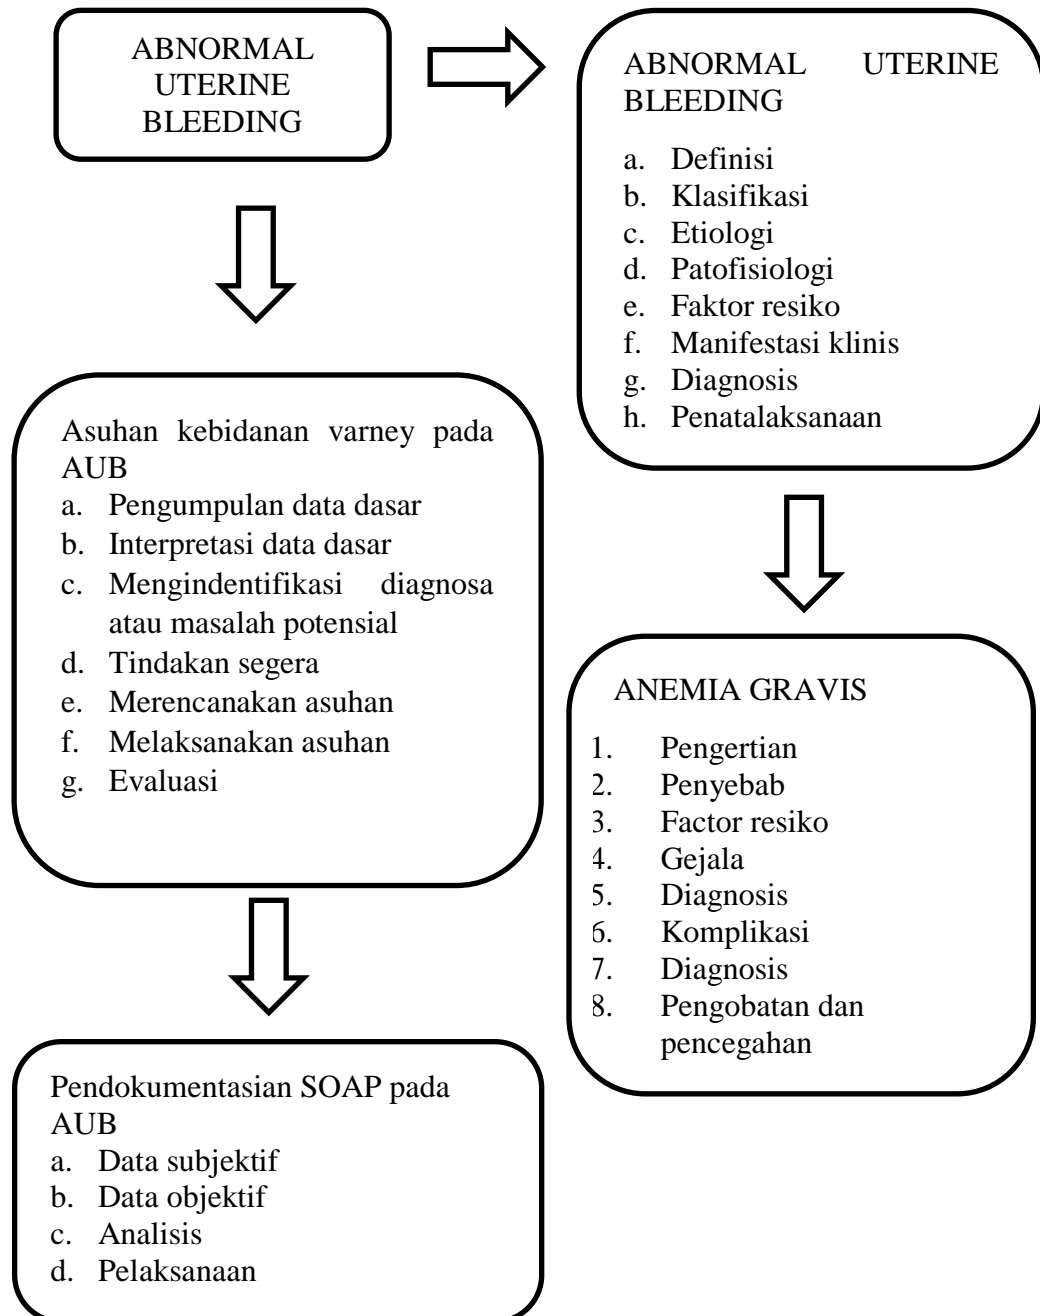 ABNORMAL
UTERINE
BLEEDING
ABNORMAL UTERINE
BLEEDING
a. Definisi
b. Klasifikasi
c. Etiologi
d. Patofisiologi
e. Faktor resiko
f. Manifestasi klinis
g. Diagnosis
h. Penatalaksanaan
Asuhan kebidanan varney pada
AUB
a. Pengumpulan data dasar
b. Interpretasi data dasar
c. Mengindentifikasi diagnosa
atau masalah potensial
d. Tindakan segera
e. Merencanakan asuhan
f. Melaksanakan asuhan
g. Evaluasi
ANEMIA GRAVIS
1. Pengertian
2. Penyebab
3. Factor resiko
4. Gejala
5. Diagnosis
6. Komplikasi
7. Diagnosis
8. Pengobatan dan
pencegahan
Pendokumentasian SOAP pada
AUB
a. Data subjektif
b. Data objektif
c. Analisis
d. Pelaksanaan